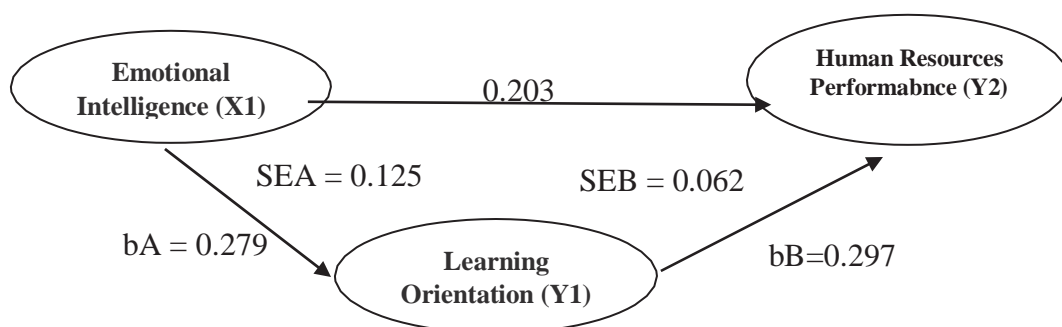 Emotional
Intelligence (X1)
Human Resources
Performabnce (Y2)
0.203
SEA = 0.125
SEB = 0.062
bA = 0.279
bB=0.297
Learning
Orientation (Y1)